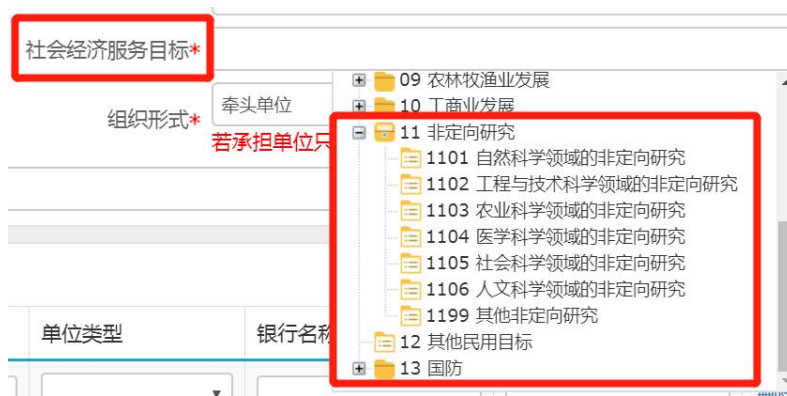 社会经济服务目标*
09 农林牧渔业发展
10 工商业发展
组织形式*
牵头单位
若承担单位只
11 非定向研究
1101 自然科学领域的非定向研究
1102 工程与技术科学领域的非定向研究
1103 农业科学领域的非定向研究
1104 医学科学领域的非定向研究
1105 社会科学领域的非定向研究
1106 人文科学领域的非定向研究
1199 其他非定向研究
12 其他民用目标
13 国防
单位类型
银行名称